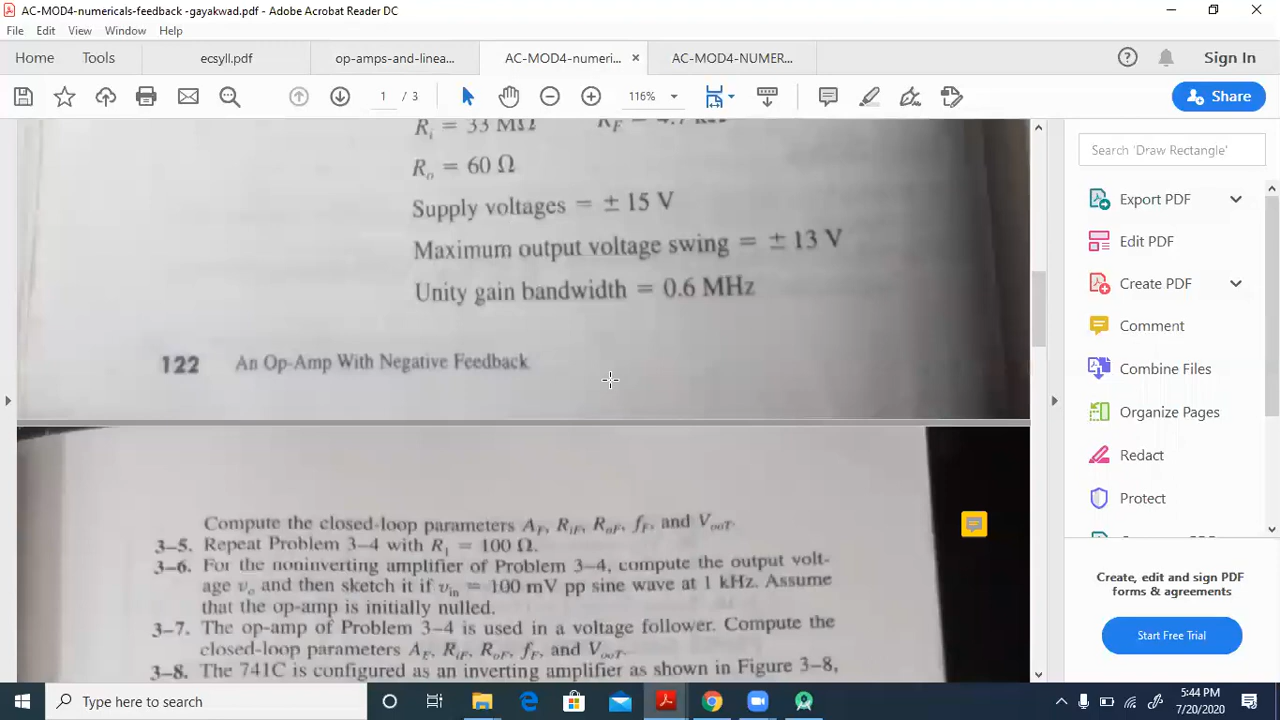 AC-MOD4-numericals-feedback -gayakwad.pdf - Adobe Acrobat Reader DC
File Edit View Window Help
Home Tools ecsyll.pdf op-amps-and-linea... AC-MOD4-numeri... × AC-MOD4-NUMER...
Sign In
1 / 3 116% Share
R_i = 33 MΩ R_F = 4.7 kΩ
R_o = 60 Ω
Supply voltages = ± 15 V
Maximum output voltage swing = ± 13 V
Unity gain bandwidth = 0.6 MHz
122 An Op-Amp With Negative Feedback
Compute the closed-loop parameters A_F, R_iF, R_oF, f_F, and V_ooT.
3–5. Repeat Problem 3–4 with R_1 = 100 Ω.
3–6. For the noninverting amplifier of Problem 3–4, compute the output volt-
age v_o and then sketch it if v_in = 100 mV pp sine wave at 1 kHz. Assume
that the op-amp is initially nulled.
3–7. The op-amp of Problem 3–4 is used in a voltage follower. Compute the
closed-loop parameters A_F, R_iF, R_oF, f_F, and V_ooT.
3–8. The 741C is configured as an inverting amplifier as shown in Figure 3–8,
Search 'Draw Rectangle'
Export PDF
Edit PDF
Create PDF
Comment
Combine Files
Organize Pages
Redact
Protect
Create, edit and sign PDF
forms & agreements
Start Free Trial
Type here to search
5:44 PM
7/20/2020